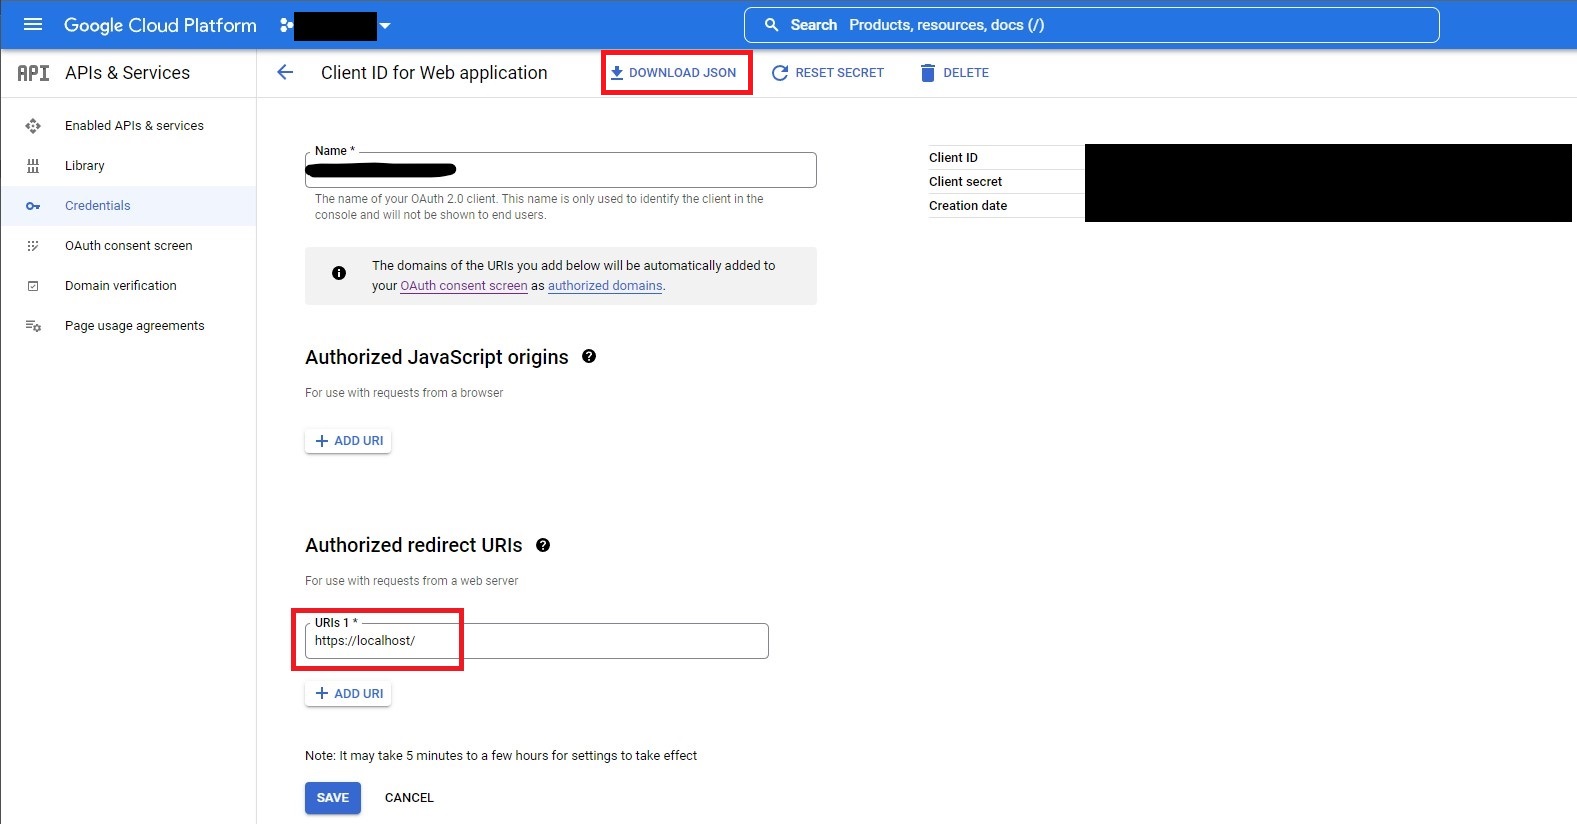 Google Cloud Platform
Search Products, resources, docs (/)
API APIs & Services
Client ID for Web application
DOWNLOAD JSON
RESET SECRET
DELETE
Enabled APIs & services
Library
Credentials
OAuth consent screen
Domain verification
Page usage agreements
Name *
The name of your OAuth 2.0 client. This name is only used to identify the client in the
console and will not be shown to end users.
Client ID
Client secret
Creation date
The domains of the URIs you add below will be automatically added to
your OAuth consent screen as authorized domains.
Authorized JavaScript origins
For use with requests from a browser
ADD URI
Authorized redirect URIs
For use with requests from a web server
URIs 1 *
https://localhost/
ADD URI
Note: It may take 5 minutes to a few hours for settings to take effect
SAVE
CANCEL